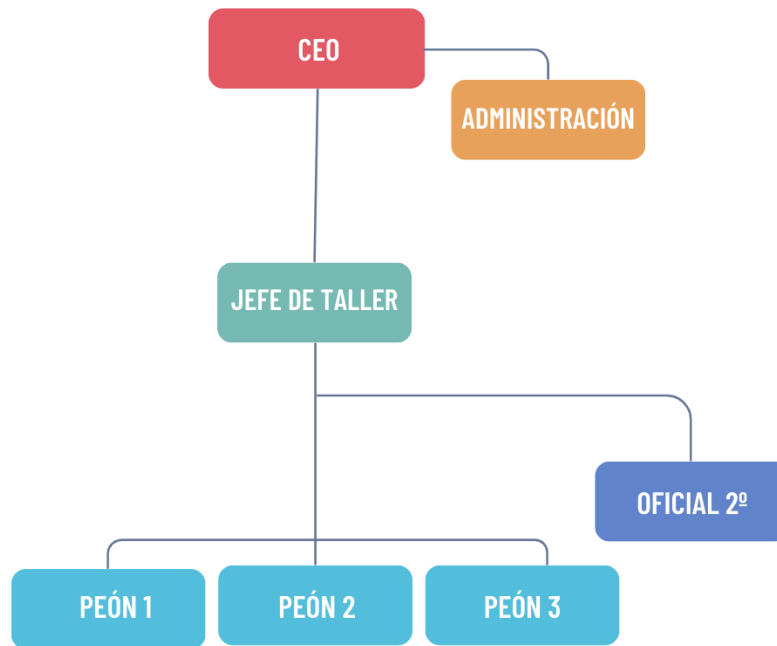 CEO
ADMINISTRACIÓN
JEFE DE TALLER
OFICIAL 2º
PEÓN 1
PEÓN 2
PEÓN 3